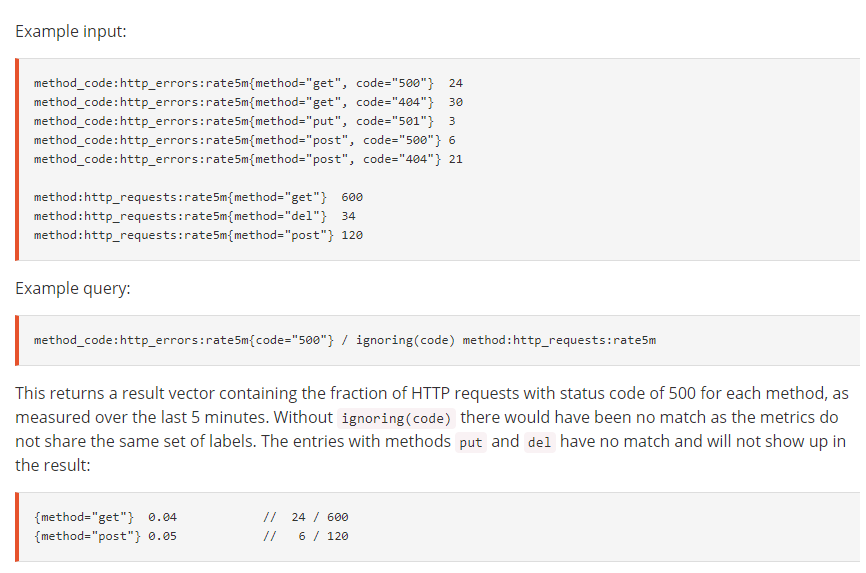 Example input:
method_code:http_errors:rate5m{method="get", code="500"}  24
method_code:http_errors:rate5m{method="get", code="404"}  30
method_code:http_errors:rate5m{method="put", code="501"}  3
method_code:http_errors:rate5m{method="post", code="500"} 6
method_code:http_errors:rate5m{method="post", code="404"} 21
method:http_requests:rate5m{method="get"}  600
method:http_requests:rate5m{method="del"}  34
method:http_requests:rate5m{method="post"} 120
Example query:
method_code:http_errors:rate5m{code="500"} / ignoring(code) method:http_requests:rate5m
This returns a result vector containing the fraction of HTTP requests with status code of 500 for each method, as
measured over the last 5 minutes. Without ignoring(code) there would have been no match as the metrics do
not share the same set of labels. The entries with methods put and del have no match and will not show up in
the result:
{method="get"}  0.04            //  24 / 600
{method="post"} 0.05            //   6 / 120